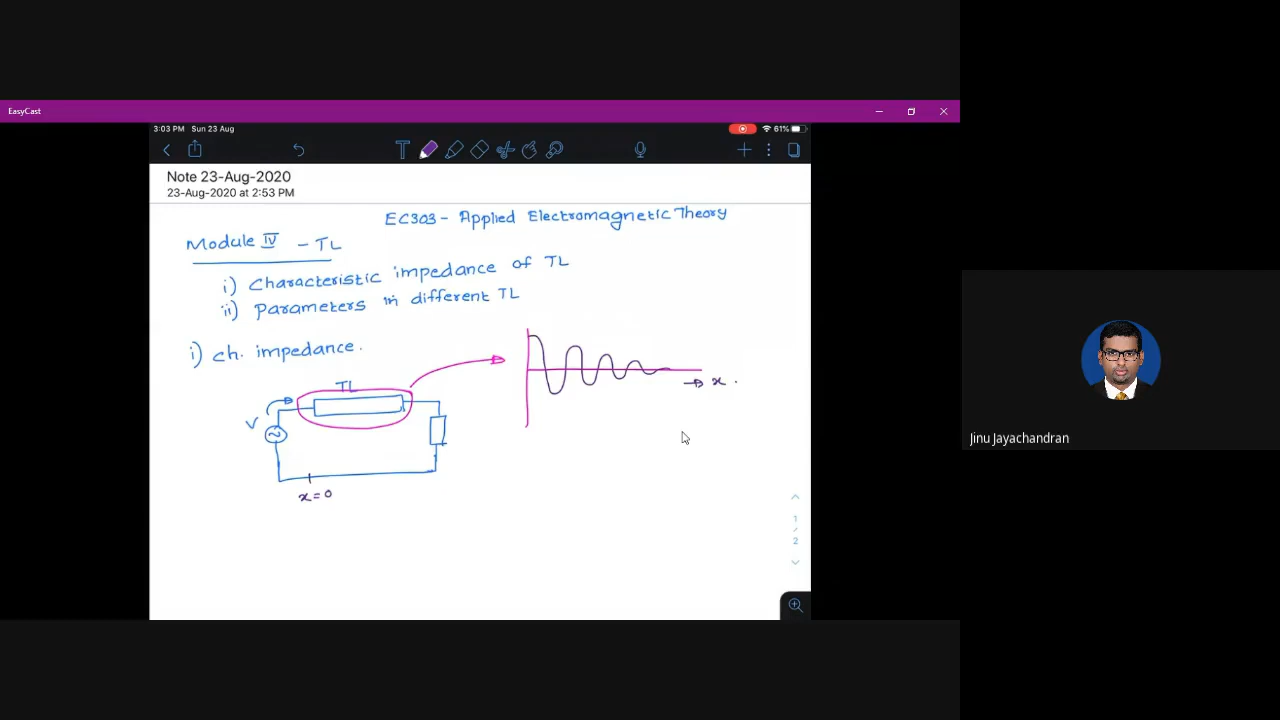 EasyCast
3:03 PM Sun 23 Aug
61%
T
Note 23-Aug-2020
23-Aug-2020 at 2:53 PM
EC303 - Applied Electromagnetic Theory
Module IV - TL
i) Characteristic impedance of TL
ii) Parameters in different TL
i) ch. impedance.
TL
V
x = 0
x .
1
2
Jinu Jayachandran